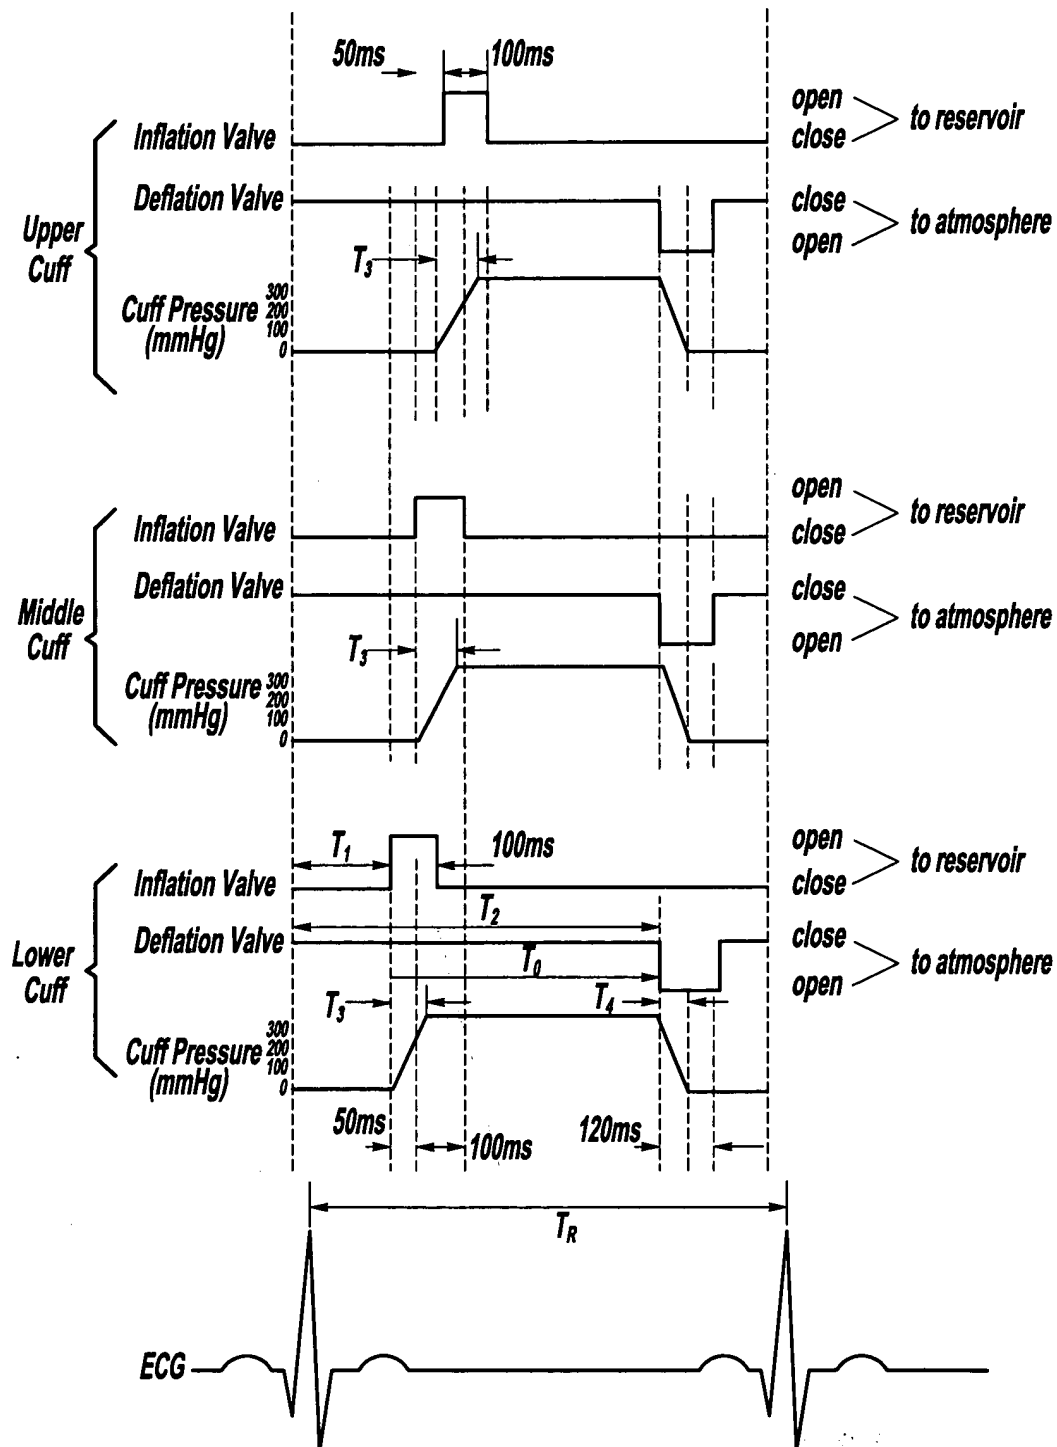 50ms 100ms
open
Inflation Valve close to reservoir
Deflation Valve close
open to atmosphere
Upper
Cuff
T3
Cuff Pressure
(mmHg)
300
200
100
0
open
Inflation Valve close to reservoir
Deflation Valve close
open to atmosphere
Middle
Cuff
T3
Cuff Pressure
(mmHg)
300
200
100
0
T1 100ms open
Inflation Valve close to reservoir
T2
Deflation Valve close
T0
open to atmosphere
Lower
Cuff
T3 T4
Cuff Pressure
(mmHg)
300
200
100
0
50ms 100ms 120ms
TR
ECG